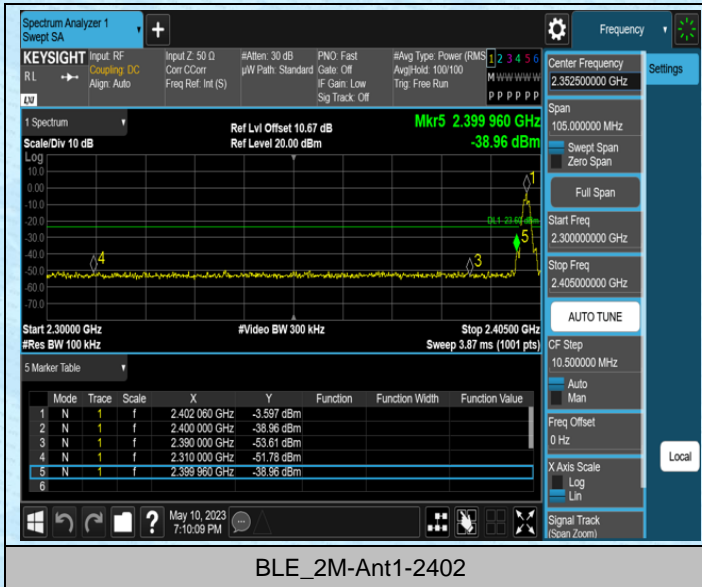 Spectrum Analyzer 1
Swept SA
+
Frequency
KEYSIGHT
Input: RF
Coupling: DC
Align: Auto
Input Z: 50 Ω
Corr CCorr
Freq Ref: Int (S)
#Atten: 30 dB
µW Path: Standard
PNO: Fast
Gate: Off
IF Gain: Low
Sig Track: Off
#Avg Type: Power (RMS
Avg|Hold: 100/100
Trig: Free Run
1 2 3 4 5 6
M W W W W W
P P P P P P
R L
LXI
Center Frequency
2.352500000 GHz
Settings
Span
105.000000 MHz
Swept Span
Zero Span
Full Span
Start Freq
2.300000000 GHz
Stop Freq
2.405000000 GHz
AUTO TUNE
CF Step
10.500000 MHz
Auto
Man
Freq Offset
0 Hz
X Axis Scale
Log
Lin
Signal Track
(Span Zoom)
Local
1 Spectrum
Scale/Div 10 dB
Ref Lvl Offset 10.67 dB
Ref Level 20.00 dBm
Mkr5 2.399 960 GHz
-38.96 dBm
Log
10.0
0.00
-10.0
-20.0
-30.0
-40.0
-50.0
-60.0
-70.0
1
DL1 -23.60 dBm
5
4
3
Start 2.30000 GHz
#Res BW 100 kHz
#Video BW 300 kHz
Stop 2.40500 GHz
Sweep 3.87 ms (1001 pts)
5 Marker Table
Mode Trace Scale X Y Function Function Width Function Value
1 N 1 f 2.402 060 GHz -3.597 dBm
2 N 1 f 2.400 000 GHz -38.96 dBm
3 N 1 f 2.390 000 GHz -53.61 dBm
4 N 1 f 2.310 000 GHz -51.78 dBm
5 N 1 f 2.399 960 GHz -38.96 dBm
6
?
May 10, 2023
7:10:09 PM
BLE_2M-Ant1-2402